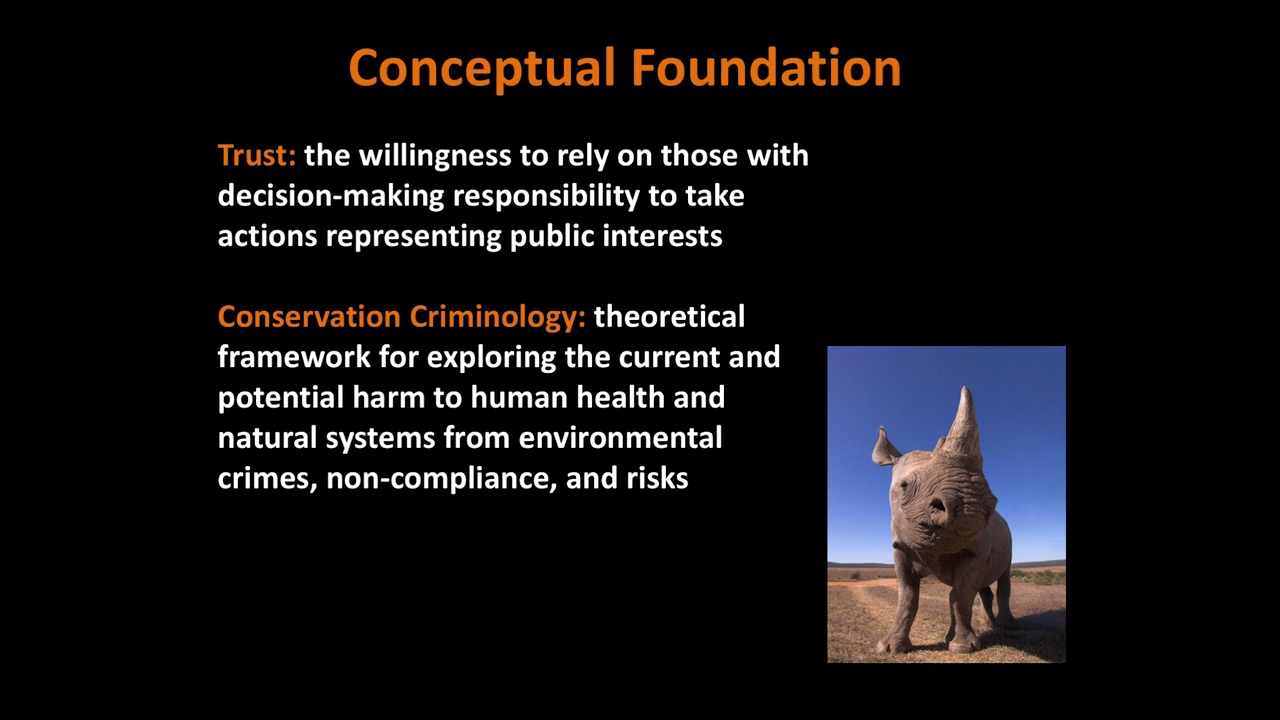 Conceptual Foundation
Trust: the willingness to rely on those with
decision-making responsibility to take
actions representing public interests
Conservation Criminology: theoretical
framework for exploring the current and
potential harm to human health and
natural systems from environmental
crimes, non-compliance, and risks